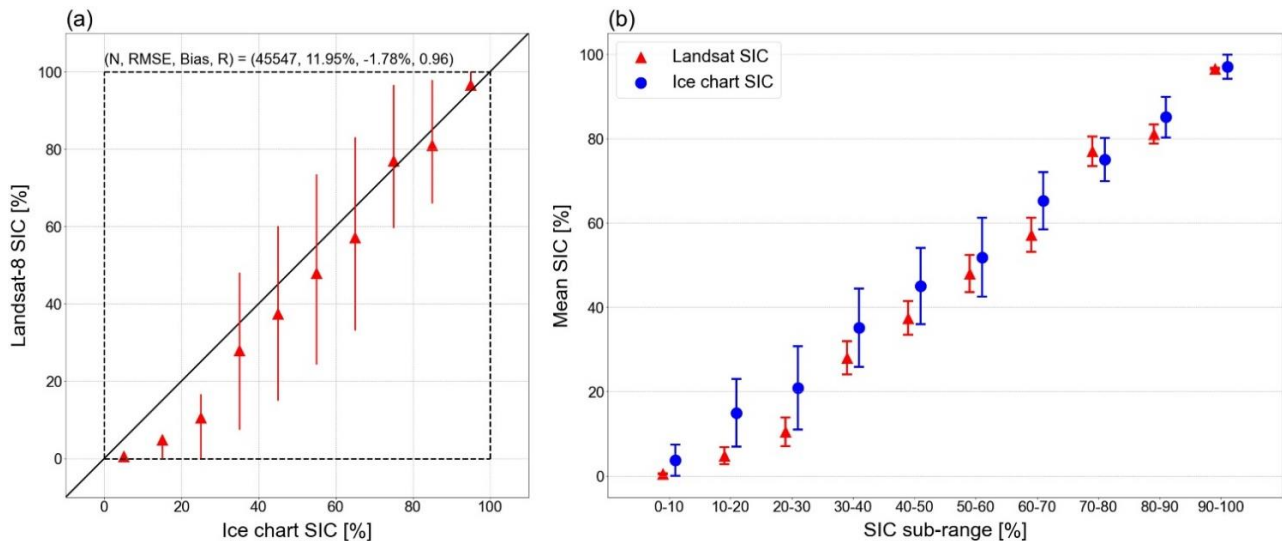 (a)
(N, RMSE, Bias, R) = (45547, 11.95%, -1.78%, 0.96)
Landsat-8 SIC [%]
100
80
60
40
20
0
0 20 40 60 80 100
Ice chart SIC [%]
(b)
Landsat SIC
Ice chart SIC
Mean SIC [%]
100
80
60
40
20
0
0-10 10-20 20-30 30-40 40-50 50-60 60-70 70-80 80-90 90-100
SIC sub-range [%]